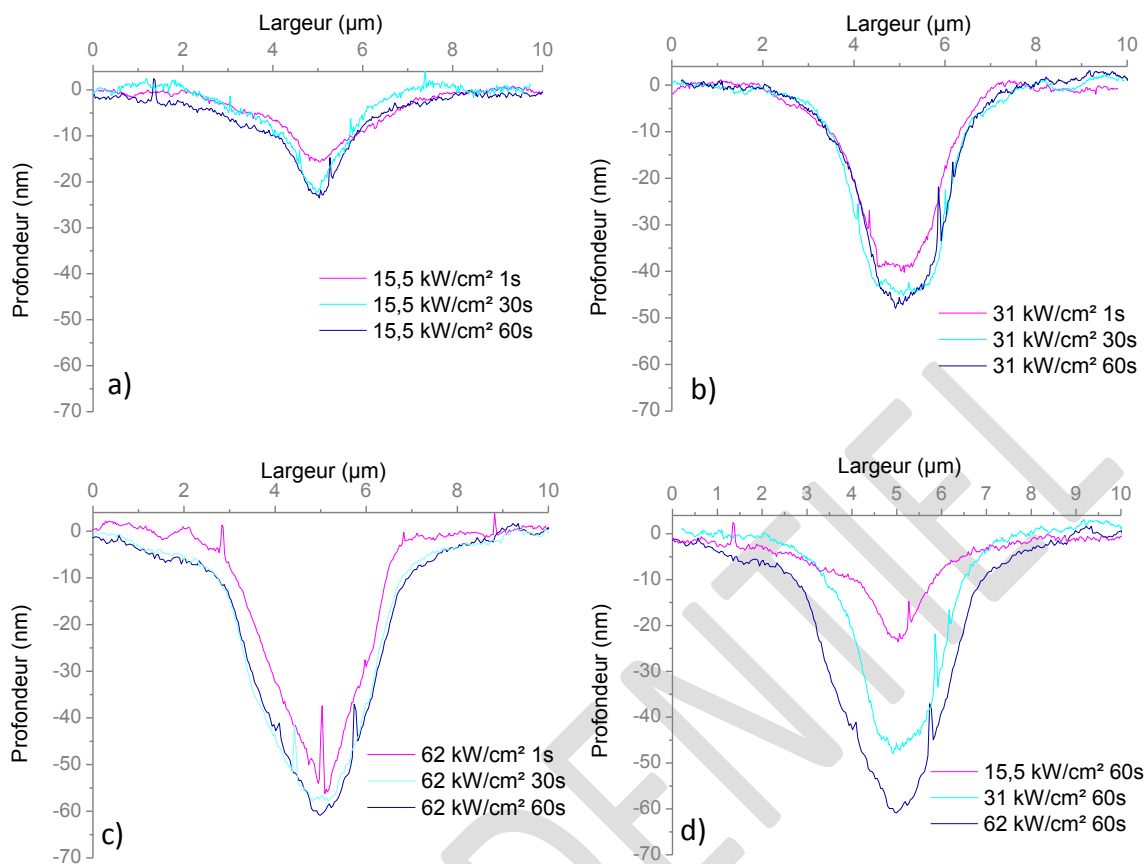 Largeur (µm)
0 2 4 6 8 10
0
-10
-20
-30
-40
-50
-60
-70
Profondeur (nm)
15,5 kW/cm² 1s
15,5 kW/cm² 30s
15,5 kW/cm² 60s
a)
Largeur (µm)
0 2 4 6 8 10
0
-10
-20
-30
-40
-50
-60
-70
Profondeur (nm)
31 kW/cm² 1s
31 kW/cm² 30s
31 kW/cm² 60s
b)
Largeur (µm)
0 2 4 6 8 10
0
-10
-20
-30
-40
-50
-60
-70
Profondeur (nm)
62 kW/cm² 1s
62 kW/cm² 30s
62 kW/cm² 60s
c)
Largeur (µm)
0 1 2 3 4 5 6 7 8 9 10
0
-10
-20
-30
-40
-50
-60
-70
Profondeur (nm)
15,5 kW/cm² 60s
31 kW/cm² 60s
62 kW/cm² 60s
d)
DENTIEL